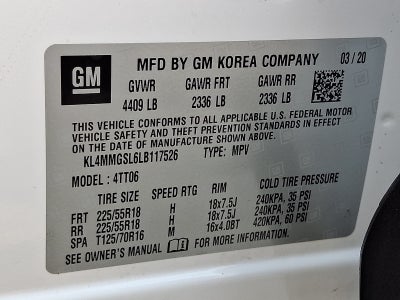 GM
MFD BY GM KOREA COMPANY 03/20
GVWR GAWR FRT GAWR RR
4409 LB 2336 LB 2336 LB
THIS VEHICLE CONFORMS TO ALL APPLICABLE U.S. FEDERAL MOTOR
VEHICLE SAFETY AND THEFT PREVENTION STANDARDS IN EFFECT
ON THE DATE OF MANUFACTURE SHOWN ABOVE.
KL4MMGSL6LB117526 TYPE: MPV
MODEL: 4TT06
TIRE SIZE SPEED RTG RIM COLD TIRE PRESSURE
FRT 225/55R18 H 18x7.5J 240KPA, 35 PSI
RR 225/55R18 H 18x7.5J 240KPA, 35 PSI
SPA T125/70R16 M 16x4.0BT 420KPA, 60 PSI
SEE OWNER'S MANUAL FOR MORE INFORMATION.